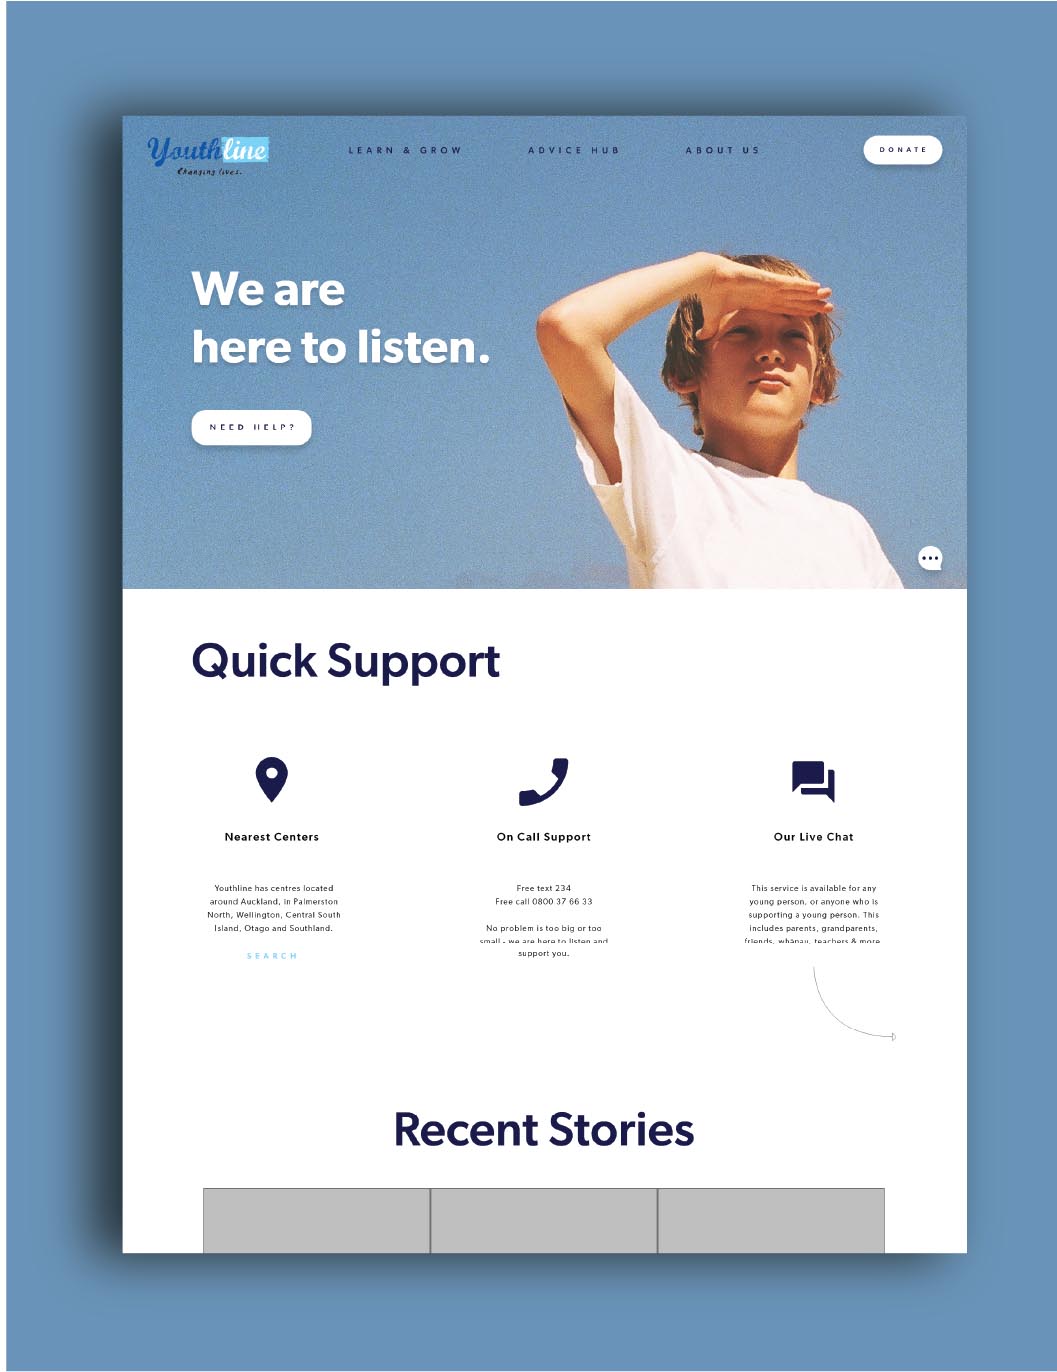 Youthline
Changing lives.
LEARN & GROW
ADVICE HUB
ABOUT US
DONATE
We are
here to listen.
NEED HELP?
Quick Support
Nearest Centers
Youthline has centres located
around Auckland, in Palmerston
North, Wellington, Central South
Island, Otago and Southland.
SEARCH
On Call Support
Free text 234
Free call 0800 37 66 33
No problem is too big or too
small - we are here to listen and
support you.
Our Live Chat
This service is available for any
young person, or anyone who is
supporting a young person. This
includes parents, grandparents,
friends, whānau, teachers & more
Recent Stories